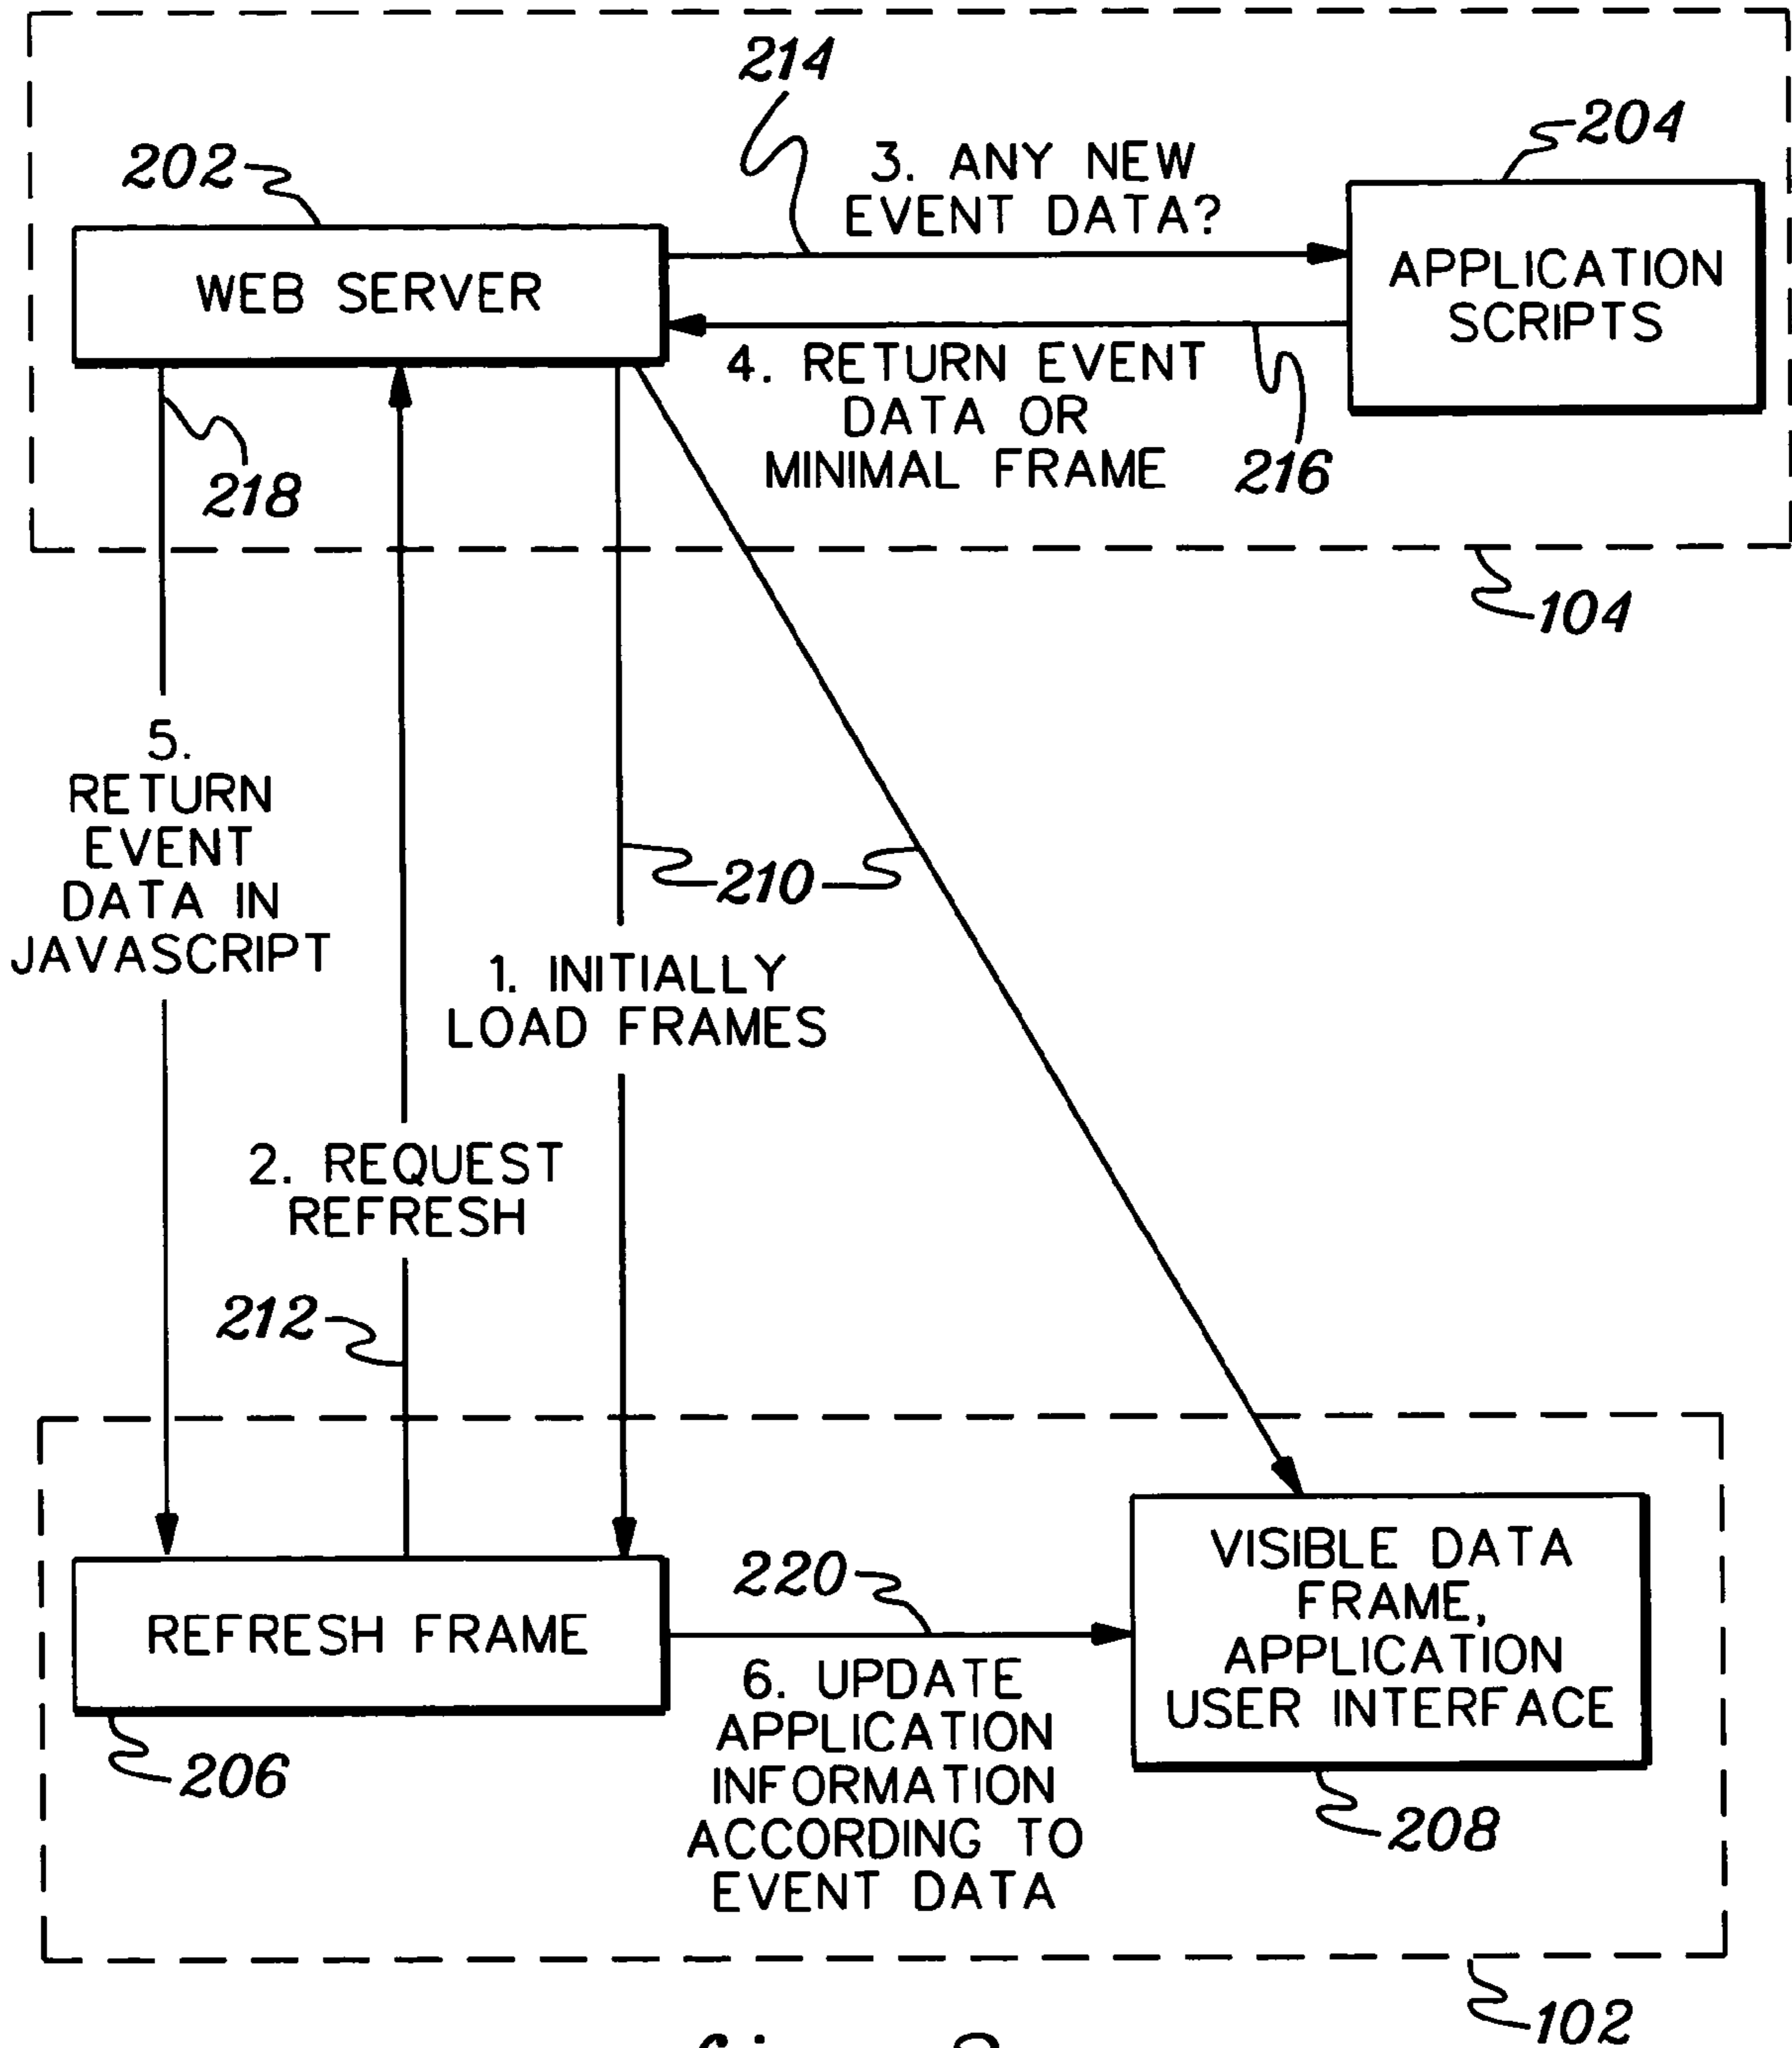 214
204
202
3. ANY NEW
EVENT DATA?
WEB SERVER
APPLICATION
SCRIPTS
4. RETURN EVENT
DATA OR
MINIMAL FRAME
216
218
104
5.
RETURN
EVENT
DATA IN
JAVASCRIPT
210
1. INITIALLY
LOAD FRAMES
2. REQUEST
REFRESH
212
220
VISIBLE DATA
FRAME,
APPLICATION
USER INTERFACE
REFRESH FRAME
6. UPDATE
APPLICATION
INFORMATION
ACCORDING TO
EVENT DATA
206
208
102